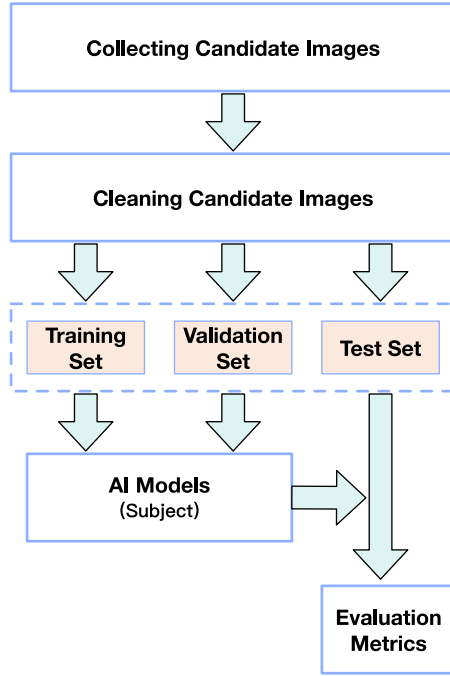 Collecting Candidate Images
Cleaning Candidate Images
Training
Set
Validation
Set
Test Set
AI Models
(Subject)
Evaluation
Metrics